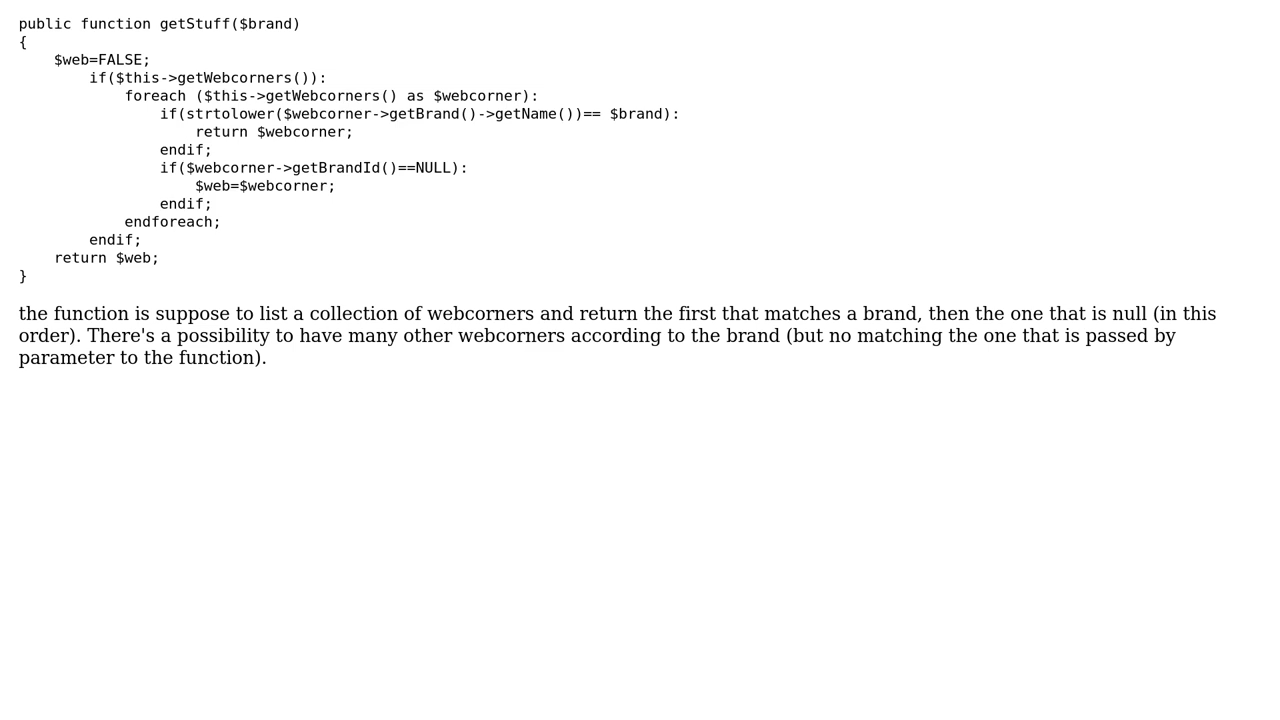 public function getStuff($brand)
{
    $web=FALSE;
        if($this->getWebcorners()):
            foreach ($this->getWebcorners() as $webcorner):
                if(strtolower($webcorner->getBrand()->getName())== $brand):
                    return $webcorner;
                endif;
                if($webcorner->getBrandId()==NULL):
                    $web=$webcorner;
                endif;
            endforeach;
        endif;
    return $web;
}
the function is suppose to list a collection of webcorners and return the first that matches a brand, then the one that is null (in this
order). There's a possibility to have many other webcorners according to the brand (but no matching the one that is passed by
parameter to the function).